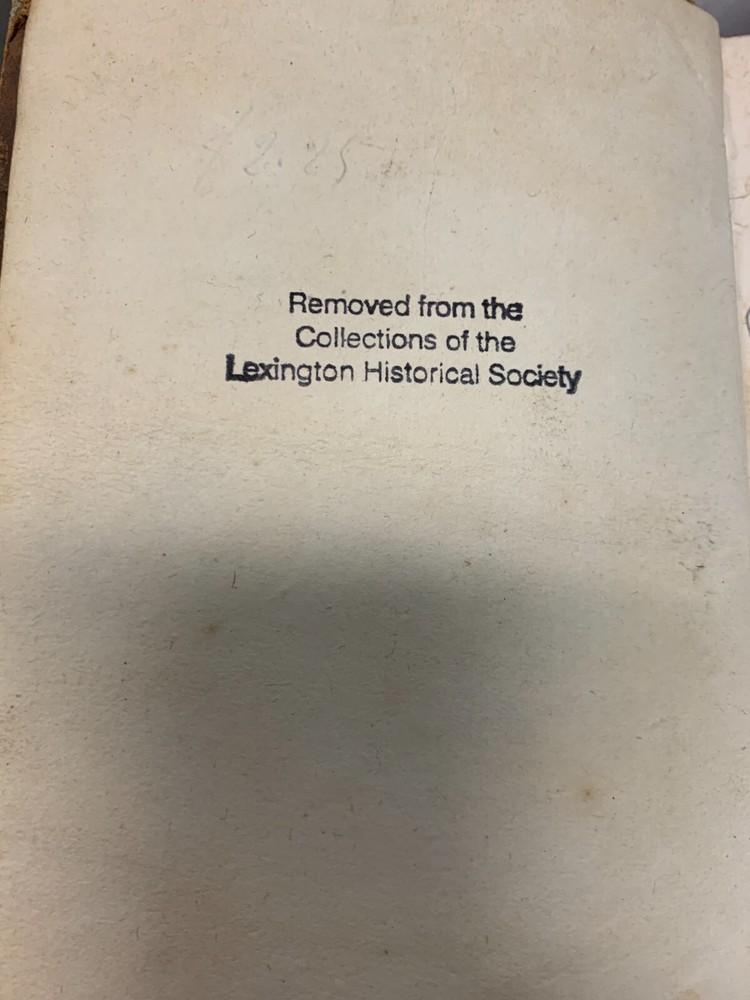 Removed from the
Collections of the
Lexington Historical Society